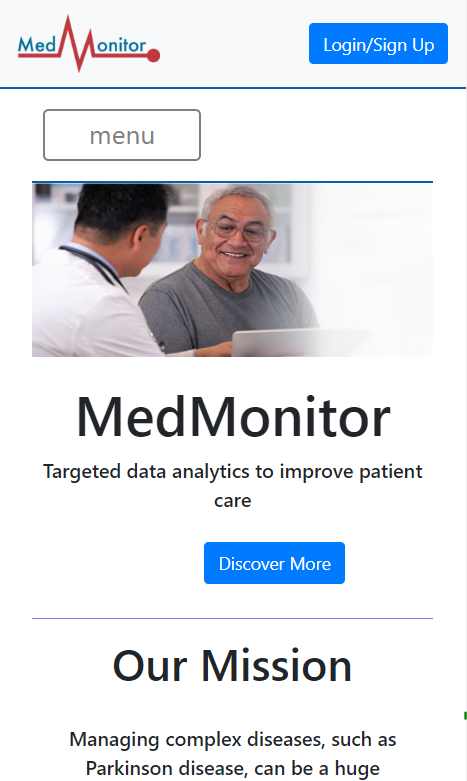 MedMonitor
Login/Sign Up
menu
MedMonitor
Targeted data analytics to improve patient
care
Discover More
Our Mission
Managing complex diseases, such as
Parkinson disease, can be a huge